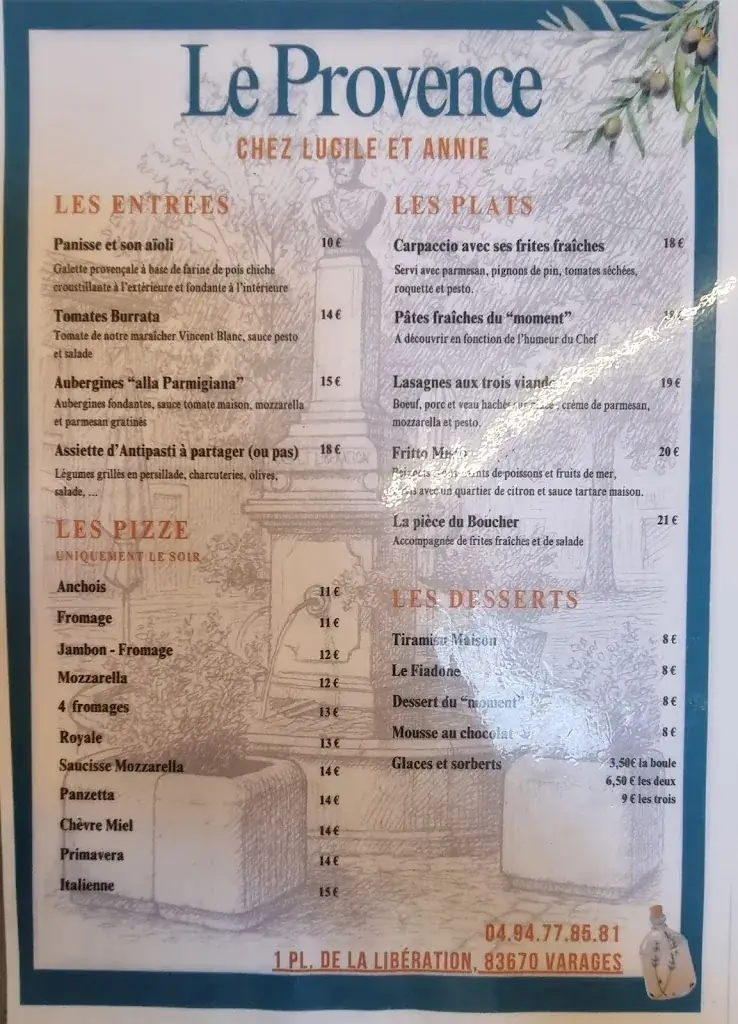 Le Provence
CHEZ LUCILE ET ANNIE
LES ENTRÉES
Panisse et son aïoli 10 €
Galette provençale à base de farine de pois chiche
croustillante à l'extérieure et fondante à l'intérieure
Tomates Burrata 14 €
Tomate de notre maraîcher Vincent Blanc, sauce pesto
et salade
Aubergines "alla Parmigiana" 15 €
Aubergines fondantes, sauce tomate maison, mozzarella
et parmesan gratinés
Assiette d'Antipasti à partager (ou pas) 18 €
Légumes grillés en persillade, charcuteries, olives,
salade, ...
LES PIZZE
UNIQUEMENT LE SOIR
Anchois 11 €
Fromage 11 €
Jambon - Fromage 12 €
Mozzarella 12 €
4 fromages 13 €
Royale 13 €
Saucisse Mozzarella 14 €
Panzetta 14 €
Chèvre Miel 14 €
Primavera 14 €
Italienne 15 €
LES PLATS
Carpaccio avec ses frites fraîches 18 €
Servi avec parmesan, pignons de pin, tomates séchées,
roquette et pesto.
Pâtes fraîches du "moment"
A découvrir en fonction de l'humeur du Chef
Lasagnes aux trois viande 19 €
Boeuf, porc et veau haché crème de parmesan,
mozzarella et pesto.
Fritto Misto 20 €
de poissons et fruits de mer,
avec un quartier de citron et sauce tartare maison.
La pièce du Boucher 21 €
Accompagnée de frites fraîches et de salade
LES DESSERTS
Tiramisu Maison 8 €
Le Fiadone 8 €
Dessert du "moment" 8 €
Mousse au chocolat 8 €
Glaces et sorberts 3,50€ la boule
6,50 € les deux
9 € les trois
LIBÉRATION
04.94.77.85.81
1 PL. DE LA LIBÉRATION, 83670 VARAGES